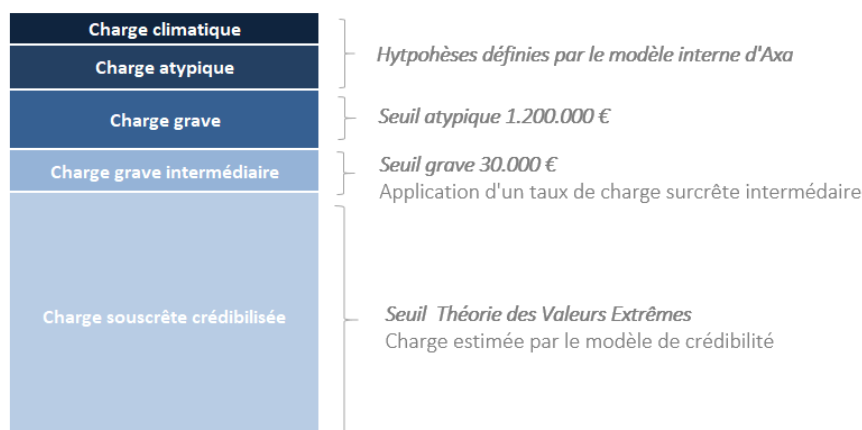 Charge climatique
Charge atypique
Hytpohèses définies par le modèle interne d'Axa
Charge grave
Seuil atypique 1.200.000 €
Charge grave intermédiaire
Seuil grave 30.000 €
Application d'un taux de charge surcrête intermédaire
Charge souscrête crédibilisée
Seuil Théorie des Valeurs Extrêmes
Charge estimée par le modèle de crédibilité